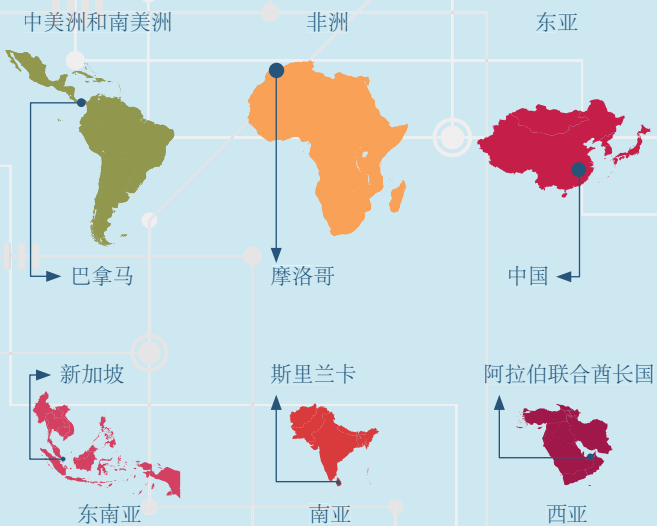 中美洲和南美洲
非洲
东亚
巴拿马
摩洛哥
中国
新加坡
斯里兰卡
阿拉伯联合酋长国
东南亚
南亚
西亚